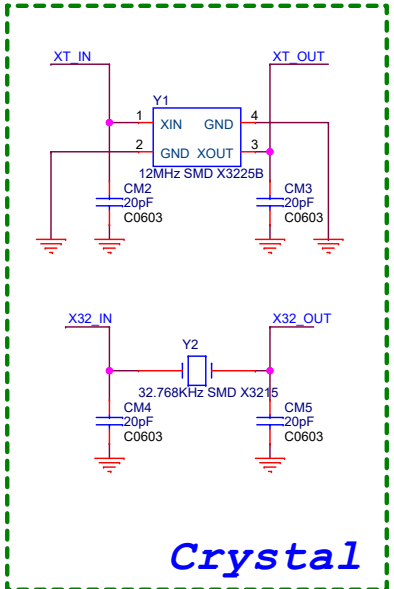 XT_IN
XT_OUT
Y1
1
XIN
GND
4
2
GND
XOUT
3
12MHz SMD X3225B
CM2
20pF
C0603
CM3
20pF
C0603
X32_IN
X32_OUT
Y2
32.768KHz SMD X3215
CM4
20pF
C0603
CM5
20pF
C0603
Crystal